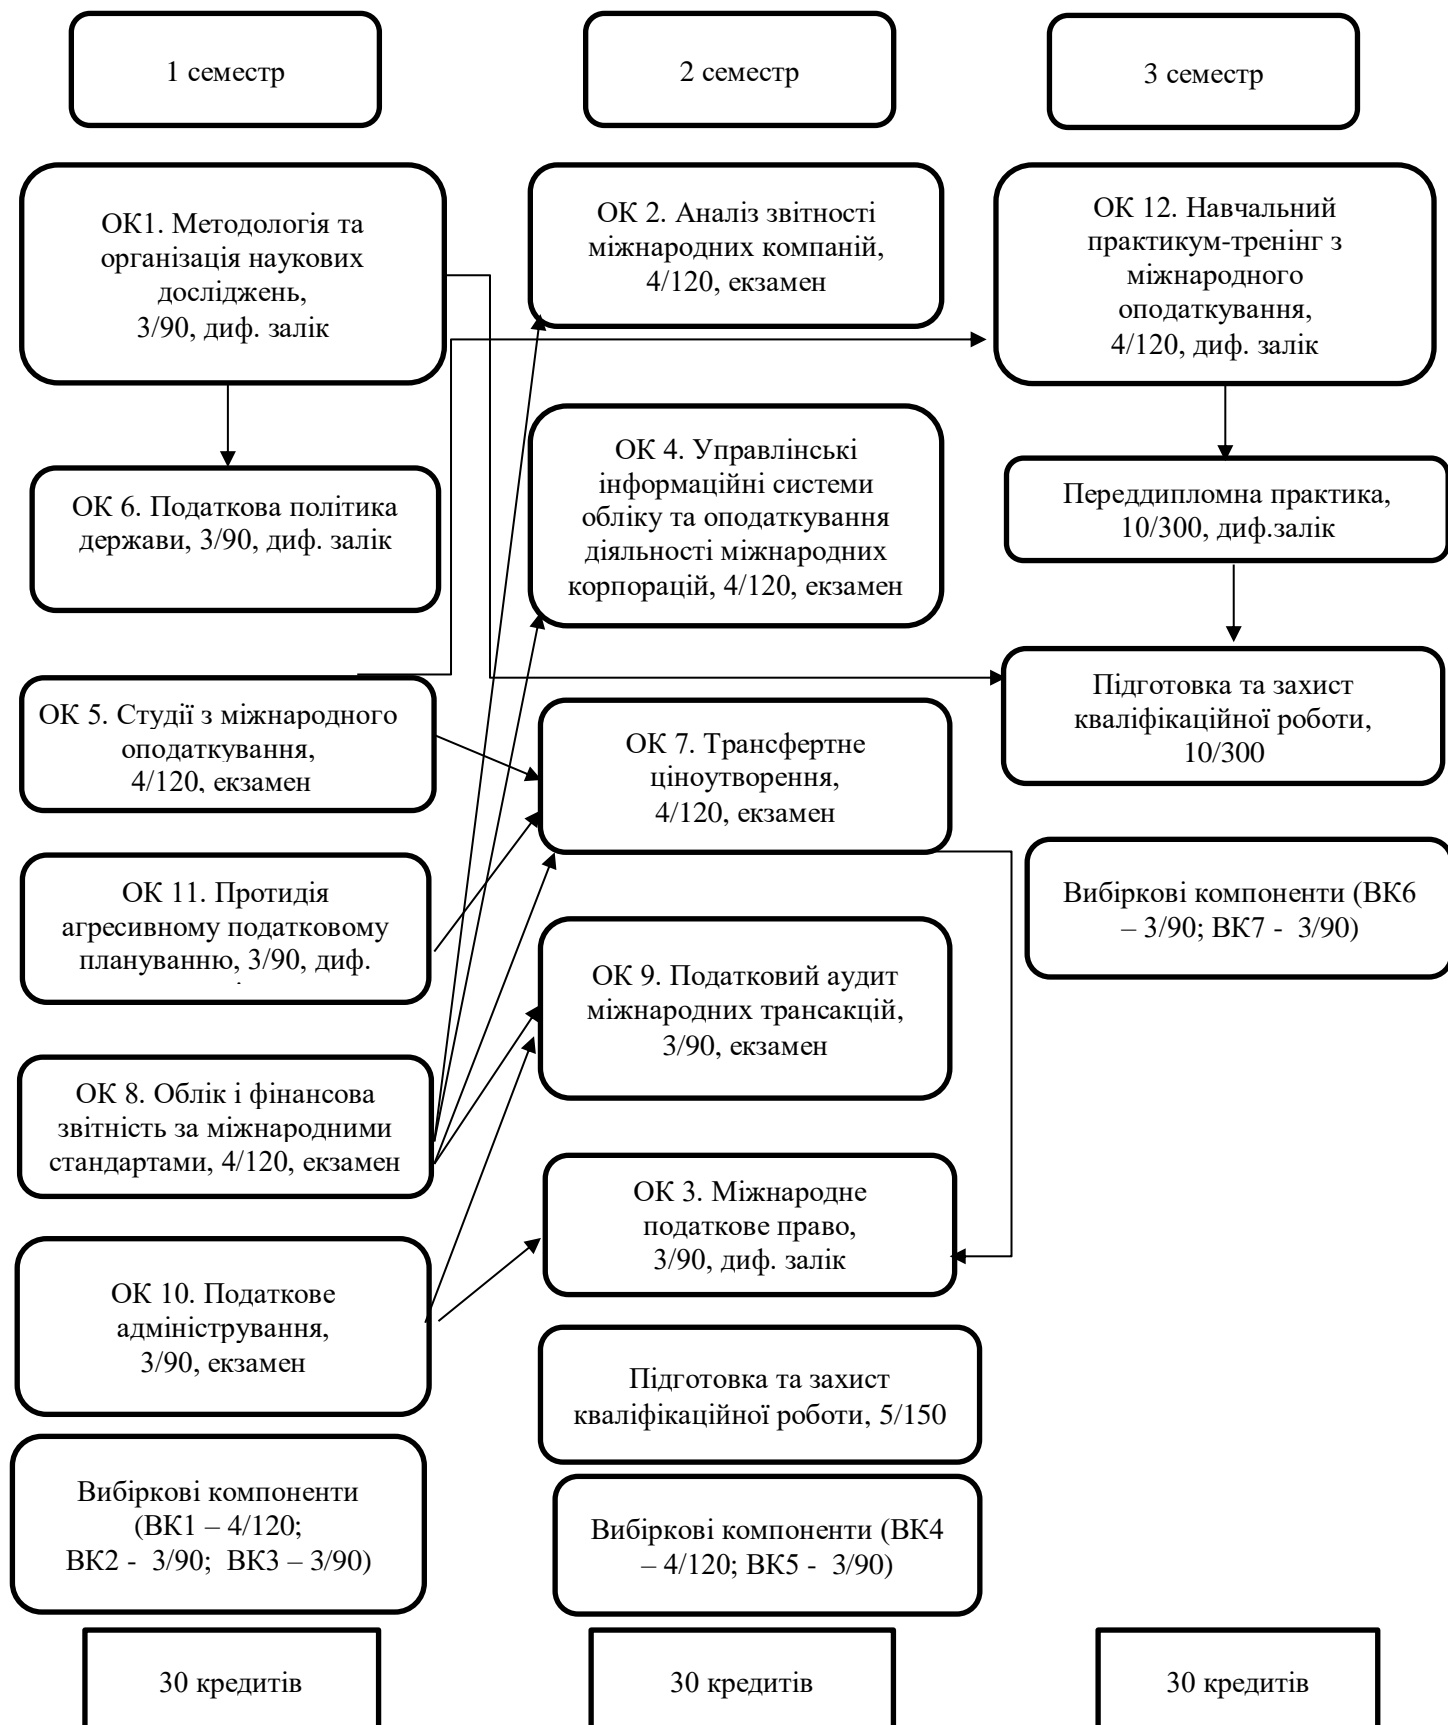 1 семестр
2 семестр
3 семестр
ОК1. Методологія та
організація наукових
досліджень,
3/90, диф. залік
ОК 6. Податкова політика
держави, 3/90, диф. залік
ОК 5. Студії з міжнародного
оподаткування,
4/120, екзамен
ОК 11. Протидія
агресивному податковому
плануванню, 3/90, диф.
ОК 8. Облік і фінансова
звітність за міжнародними
стандартами, 4/120, екзамен
ОК 10. Податкове
адміністрування,
3/90, екзамен
Вибіркові компоненти
(ВК1 – 4/120;
ВК2 - 3/90; ВК3 – 3/90)
30 кредитів
ОК 2. Аналіз звітності
міжнародних компаній,
4/120, екзамен
ОК 4. Управлінські
інформаційні системи
обліку та оподаткування
діяльності міжнародних
корпорацій, 4/120, екзамен
ОК 7. Трансфертне
ціноутворення,
4/120, екзамен
ОК 9. Податковий аудит
міжнародних трансакцій,
3/90, екзамен
ОК 3. Міжнародне
податкове право,
3/90, диф. залік
Підготовка та захист
кваліфікаційної роботи, 5/150
Вибіркові компоненти (ВК4
– 4/120; ВК5 - 3/90)
30 кредитів
ОК 12. Навчальний
практикум-тренінг з
міжнародного
оподаткування,
4/120, диф. залік
Переддипломна практика,
10/300, диф.залік
Підготовка та захист
кваліфікаційної роботи,
10/300
Вибіркові компоненти (ВК6
– 3/90; ВК7 - 3/90)
30 кредитів